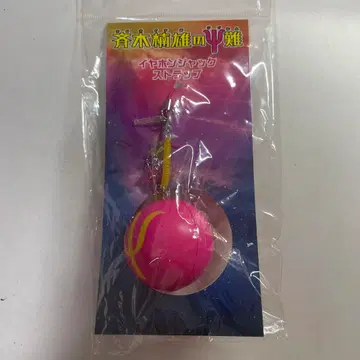 斉木楠雄のΨ難
イヤホンジャック
ストラップ